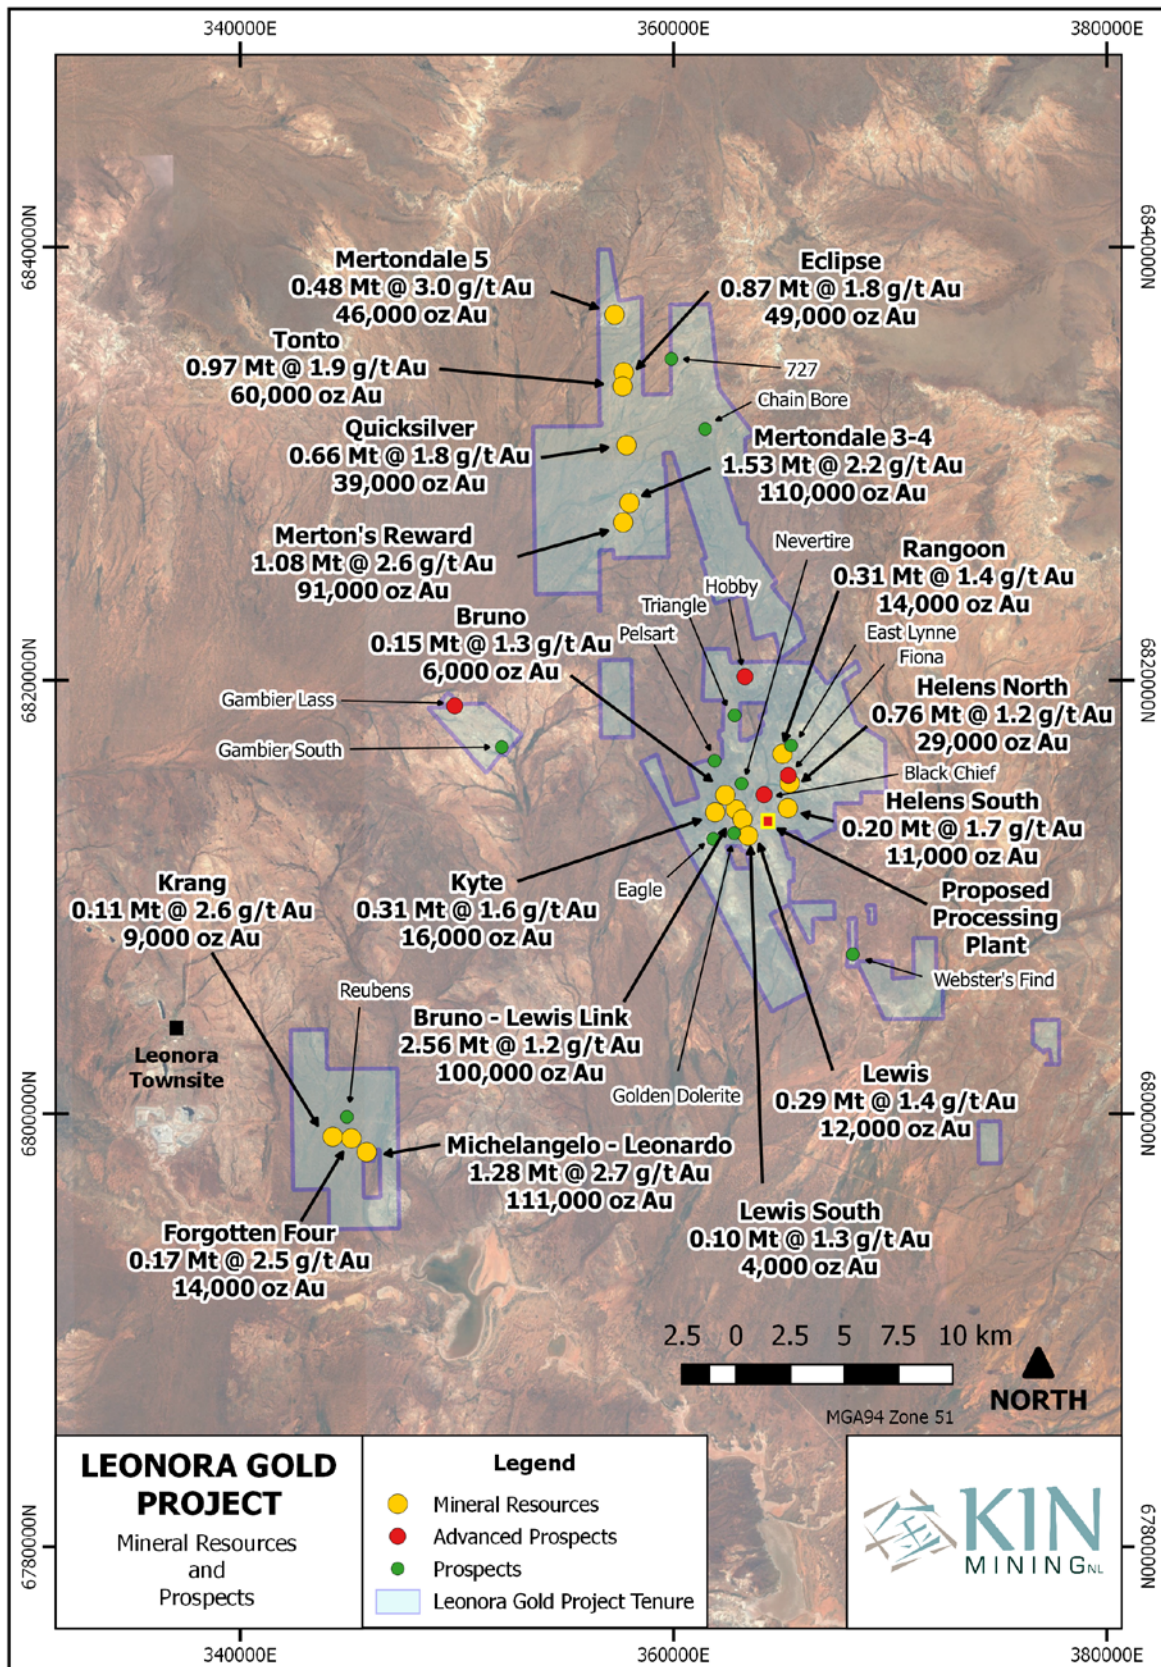 340000E
360000E
380000E
6840000N
6840000N
Mertondale 5
0.48 Mt @ 3.0 g/t Au
46,000 oz Au
Eclipse
0.87 Mt @ 1.8 g/t Au
49,000 oz Au
Tonto
0.97 Mt @ 1.9 g/t Au
60,000 oz Au
727
Chain Bore
Quicksilver
0.66 Mt @ 1.8 g/t Au
39,000 oz Au
Mertondale 3-4
1.53 Mt @ 2.2 g/t Au
110,000 oz Au
Merton's Reward
1.08 Mt @ 2.6 g/t Au
91,000 oz Au
Nevertire
Rangoon
0.31 Mt @ 1.4 g/t Au
14,000 oz Au
Hobby
Triangle
Pelsart
Bruno
0.15 Mt @ 1.3 g/t Au
6,000 oz Au
East Lynne
Fiona
6820000N
6820000N
Gambier Lass
Gambier South
Helens North
0.76 Mt @ 1.2 g/t Au
29,000 oz Au
Black Chief
Helens South
0.20 Mt @ 1.7 g/t Au
11,000 oz Au
Krang
0.11 Mt @ 2.6 g/t Au
9,000 oz Au
Kyte
0.31 Mt @ 1.6 g/t Au
16,000 oz Au
Eagle
Proposed
Processing
Plant
Webster's Find
Reubens
Leonora
Townsite
Bruno - Lewis Link
2.56 Mt @ 1.2 g/t Au
100,000 oz Au
Golden Dolerite
Lewis
0.29 Mt @ 1.4 g/t Au
12,000 oz Au
6800000N
6800000N
Michelangelo - Leonardo
1.28 Mt @ 2.7 g/t Au
111,000 oz Au
Forgotten Four
0.17 Mt @ 2.5 g/t Au
14,000 oz Au
Lewis South
0.10 Mt @ 1.3 g/t Au
4,000 oz Au
2.5 0 2.5 5 7.5 10 km
NORTH
MGA94 Zone 51
LEONORA GOLD
PROJECT
Mineral Resources
and
Prospects
Legend
Mineral Resources
Advanced Prospects
Prospects
Leonora Gold Project Tenure
KIN
MINING NL
6780000N
6780000N
340000E
360000E
380000E